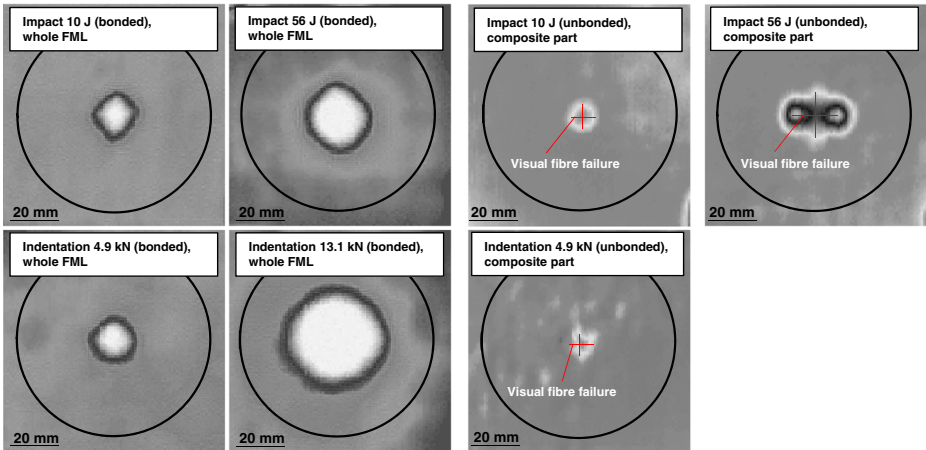 Impact 10 J (bonded),
whole FML
20 mm
Impact 56 J (bonded),
whole FML
20 mm
Impact 10 J (unbonded),
composite part
Visual fibre failure
20 mm
Impact 56 J (unbonded),
composite part
Visual fibre failure
20 mm
Indentation 4.9 kN (bonded),
whole FML
20 mm
Indentation 13.1 kN (bonded),
whole FML
20 mm
Indentation 4.9 kN (unbonded),
composite part
Visual fibre failure
20 mm